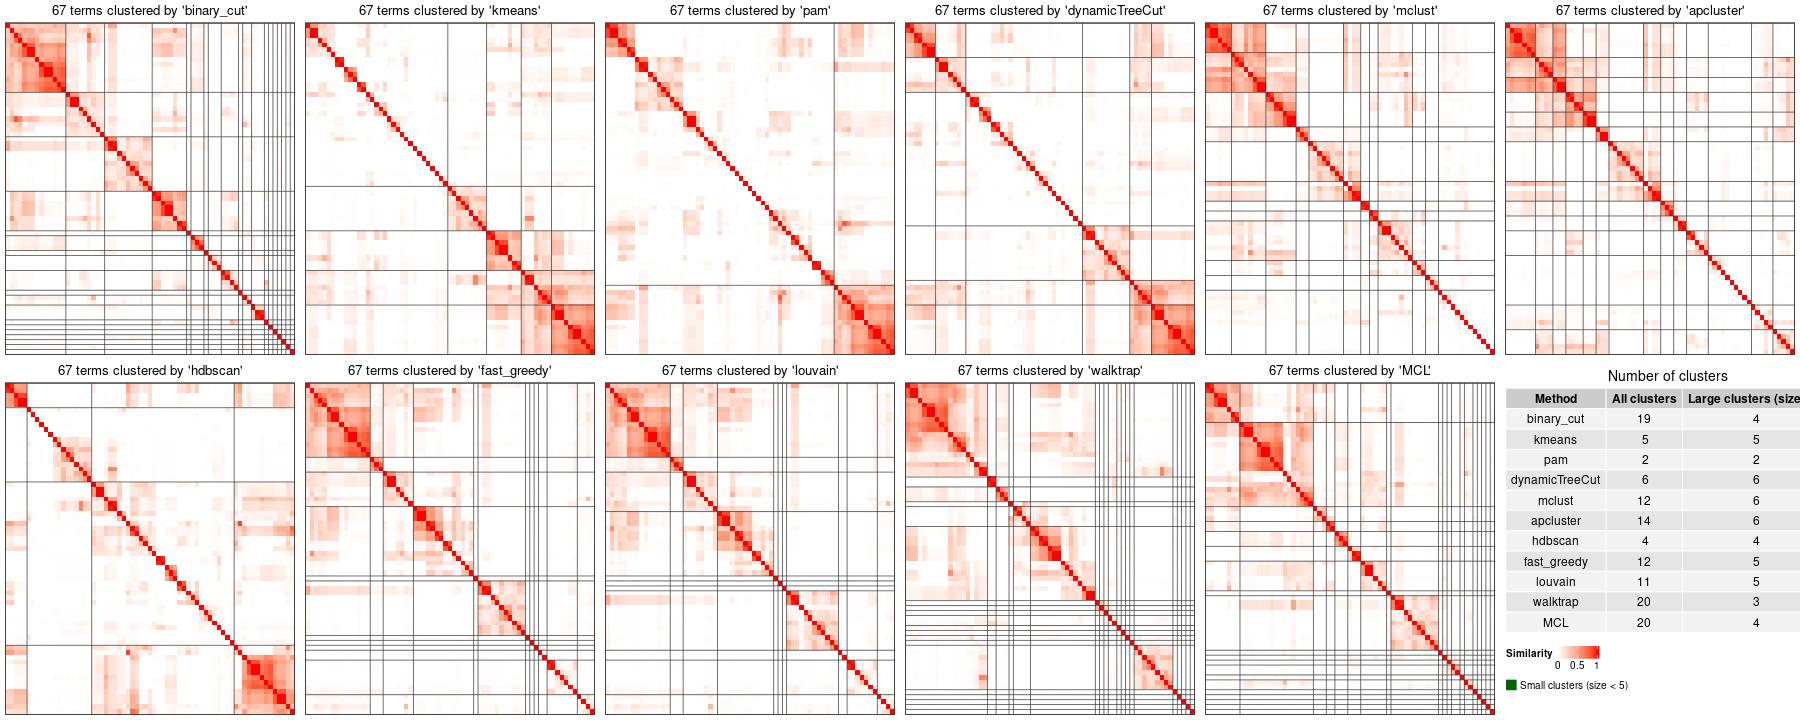 67 terms clustered by 'binary_cut'
67 terms clustered by 'kmeans'
67 terms clustered by 'pam'
67 terms clustered by 'dynamicTreeCut'
67 terms clustered by 'mclust'
67 terms clustered by 'apcluster'
67 terms clustered by 'hdbscan'
67 terms clustered by 'fast_greedy'
67 terms clustered by 'louvain'
67 terms clustered by 'walktrap'
67 terms clustered by 'MCL'
Number of clusters
Method All clusters Large clusters (size
binary_cut 19 4
kmeans 5 5
pam 2 2
dynamicTreeCut 6 6
mclust 12 6
apcluster 14 6
hdbscan 4 4
fast_greedy 12 5
louvain 11 5
walktrap 20 3
MCL 20 4
Similarity
0 0.5 1
Small clusters (size < 5)